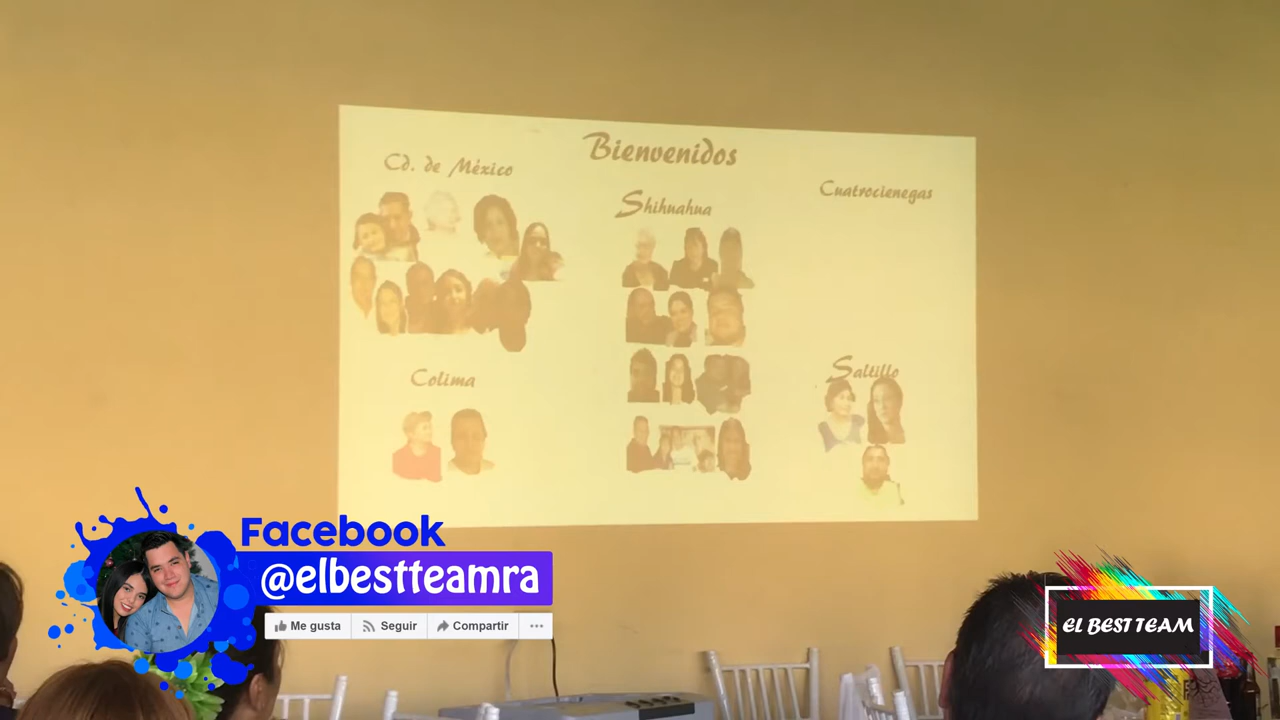 Bienvenidos
Cd. de México
Shihuahua
Cuatrocienegas
Colima
Saltillo
Facebook
@elbestteamra
Me gusta
Seguir
Compartir
EL BEST TEAM